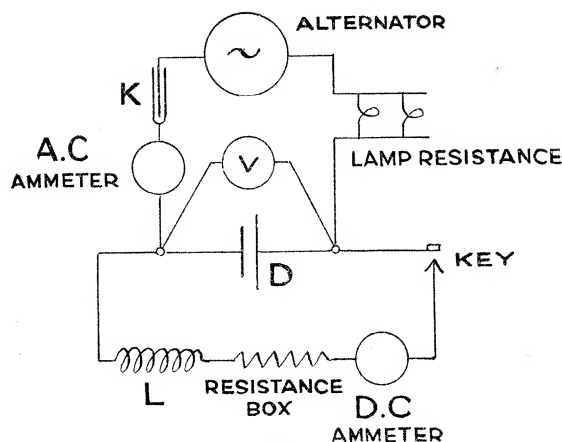 ALTERNATOR
K
A.C
AMMETER
V
LAMP RESISTANCE
D
KEY
L
RESISTANCE
BOX
D.C
AMMETER